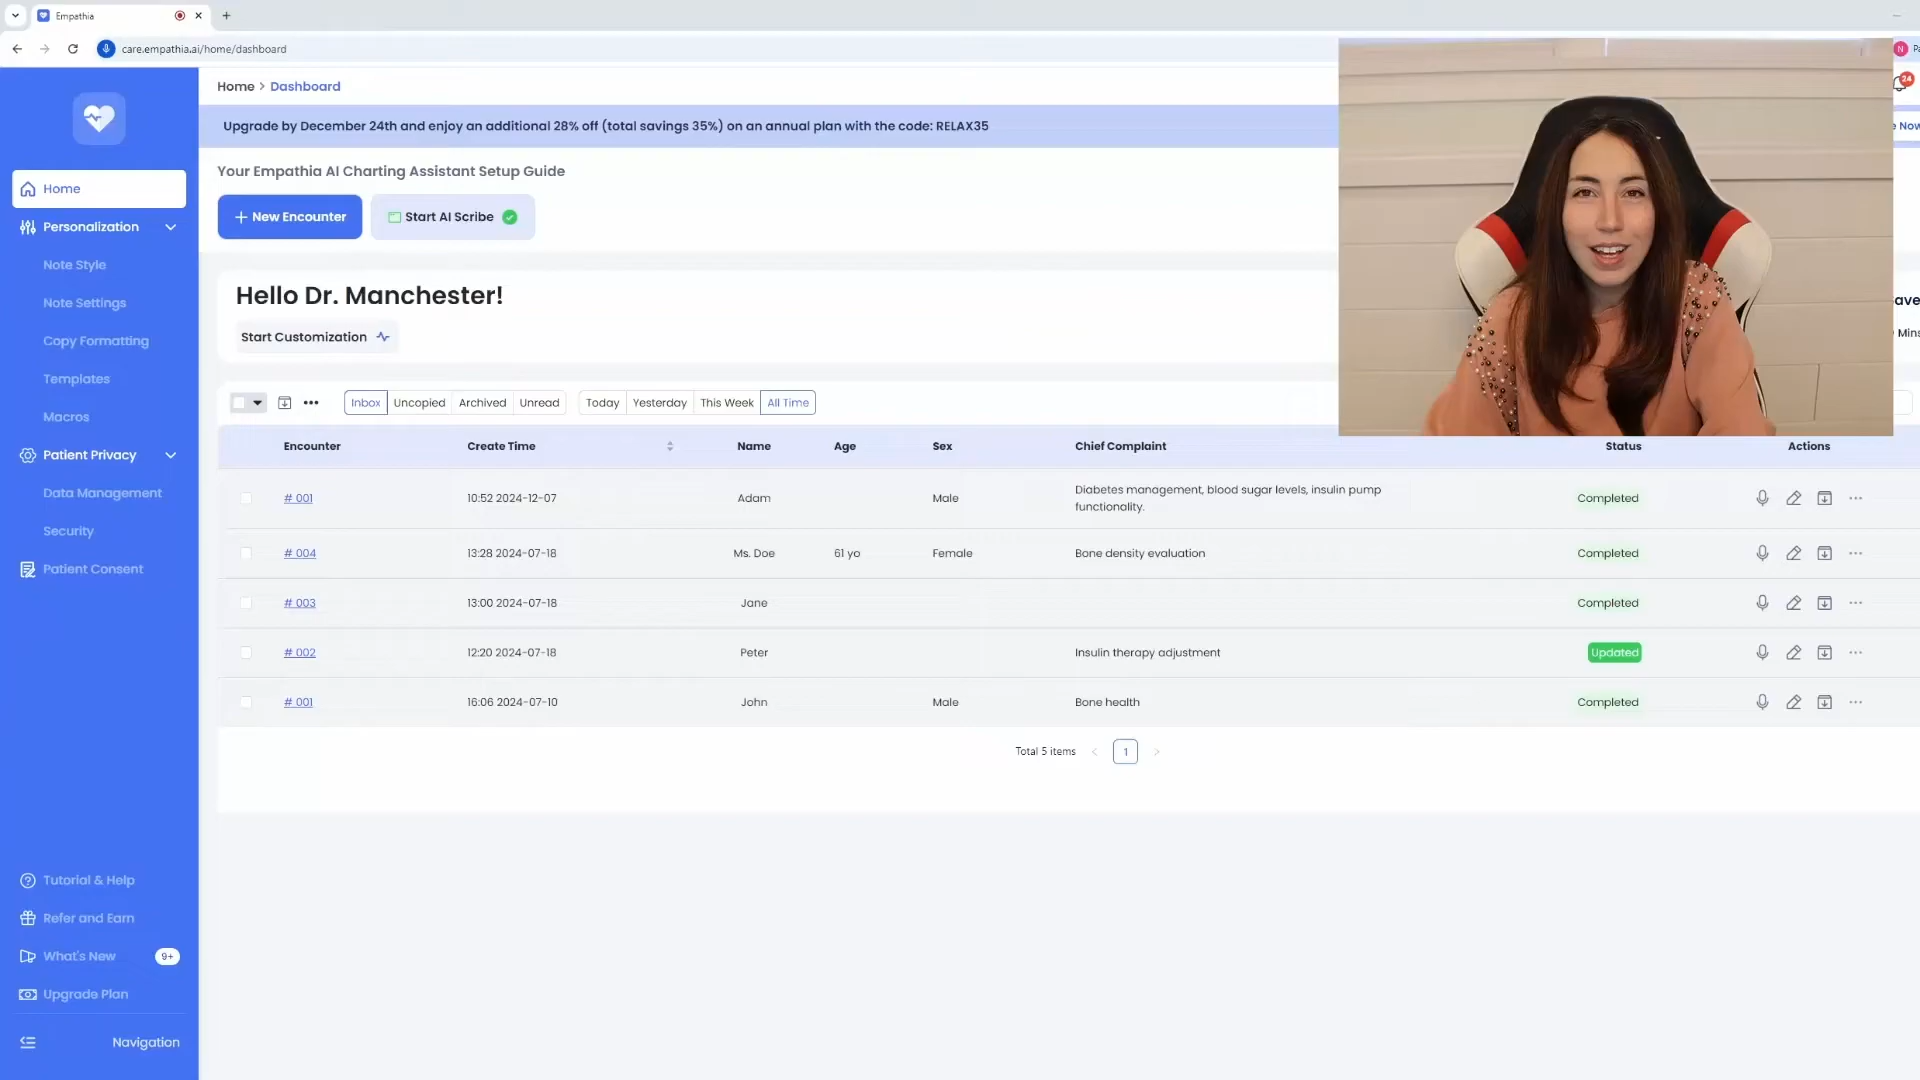 Empathia
care.empathia.ai/home/dashboard
N
24
Home > Dashboard
Upgrade by December 24th and enjoy an additional 28% off (total savings 35%) on an annual plan with the code: RELAX35
Now
Your Empathia AI Charting Assistant Setup Guide
+ New Encounter
Start AI Scribe
Hello Dr. Manchester!
Start Customization
Mins
Inbox Uncopied Archived Unread Today Yesterday This Week All Time
Encounter Create Time Name Age Sex Chief Complaint Status Actions
# 001 10:52 2024-12-07 Adam Male Diabetes management, blood sugar levels, insulin pump functionality. Completed
# 004 13:28 2024-07-18 Ms. Doe 61 yo Female Bone density evaluation Completed
# 003 13:00 2024-07-18 Jane Completed
# 002 12:20 2024-07-18 Peter Insulin therapy adjustment Updated
# 001 16:06 2024-07-10 John Male Bone health Completed
Total 5 items < 1 >
Home
Personalization
Note Style
Note Settings
Copy Formatting
Templates
Macros
Patient Privacy
Data Management
Security
Patient Consent
Tutorial & Help
Refer and Earn
What's New 9+
Upgrade Plan
Navigation